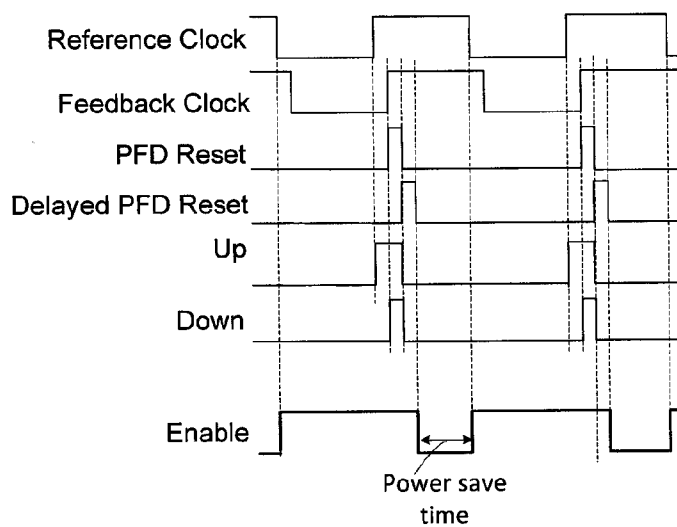 Reference Clock
Feedback Clock
PFD Reset
Delayed PFD Reset
Up
Down
Enable
Power save
time